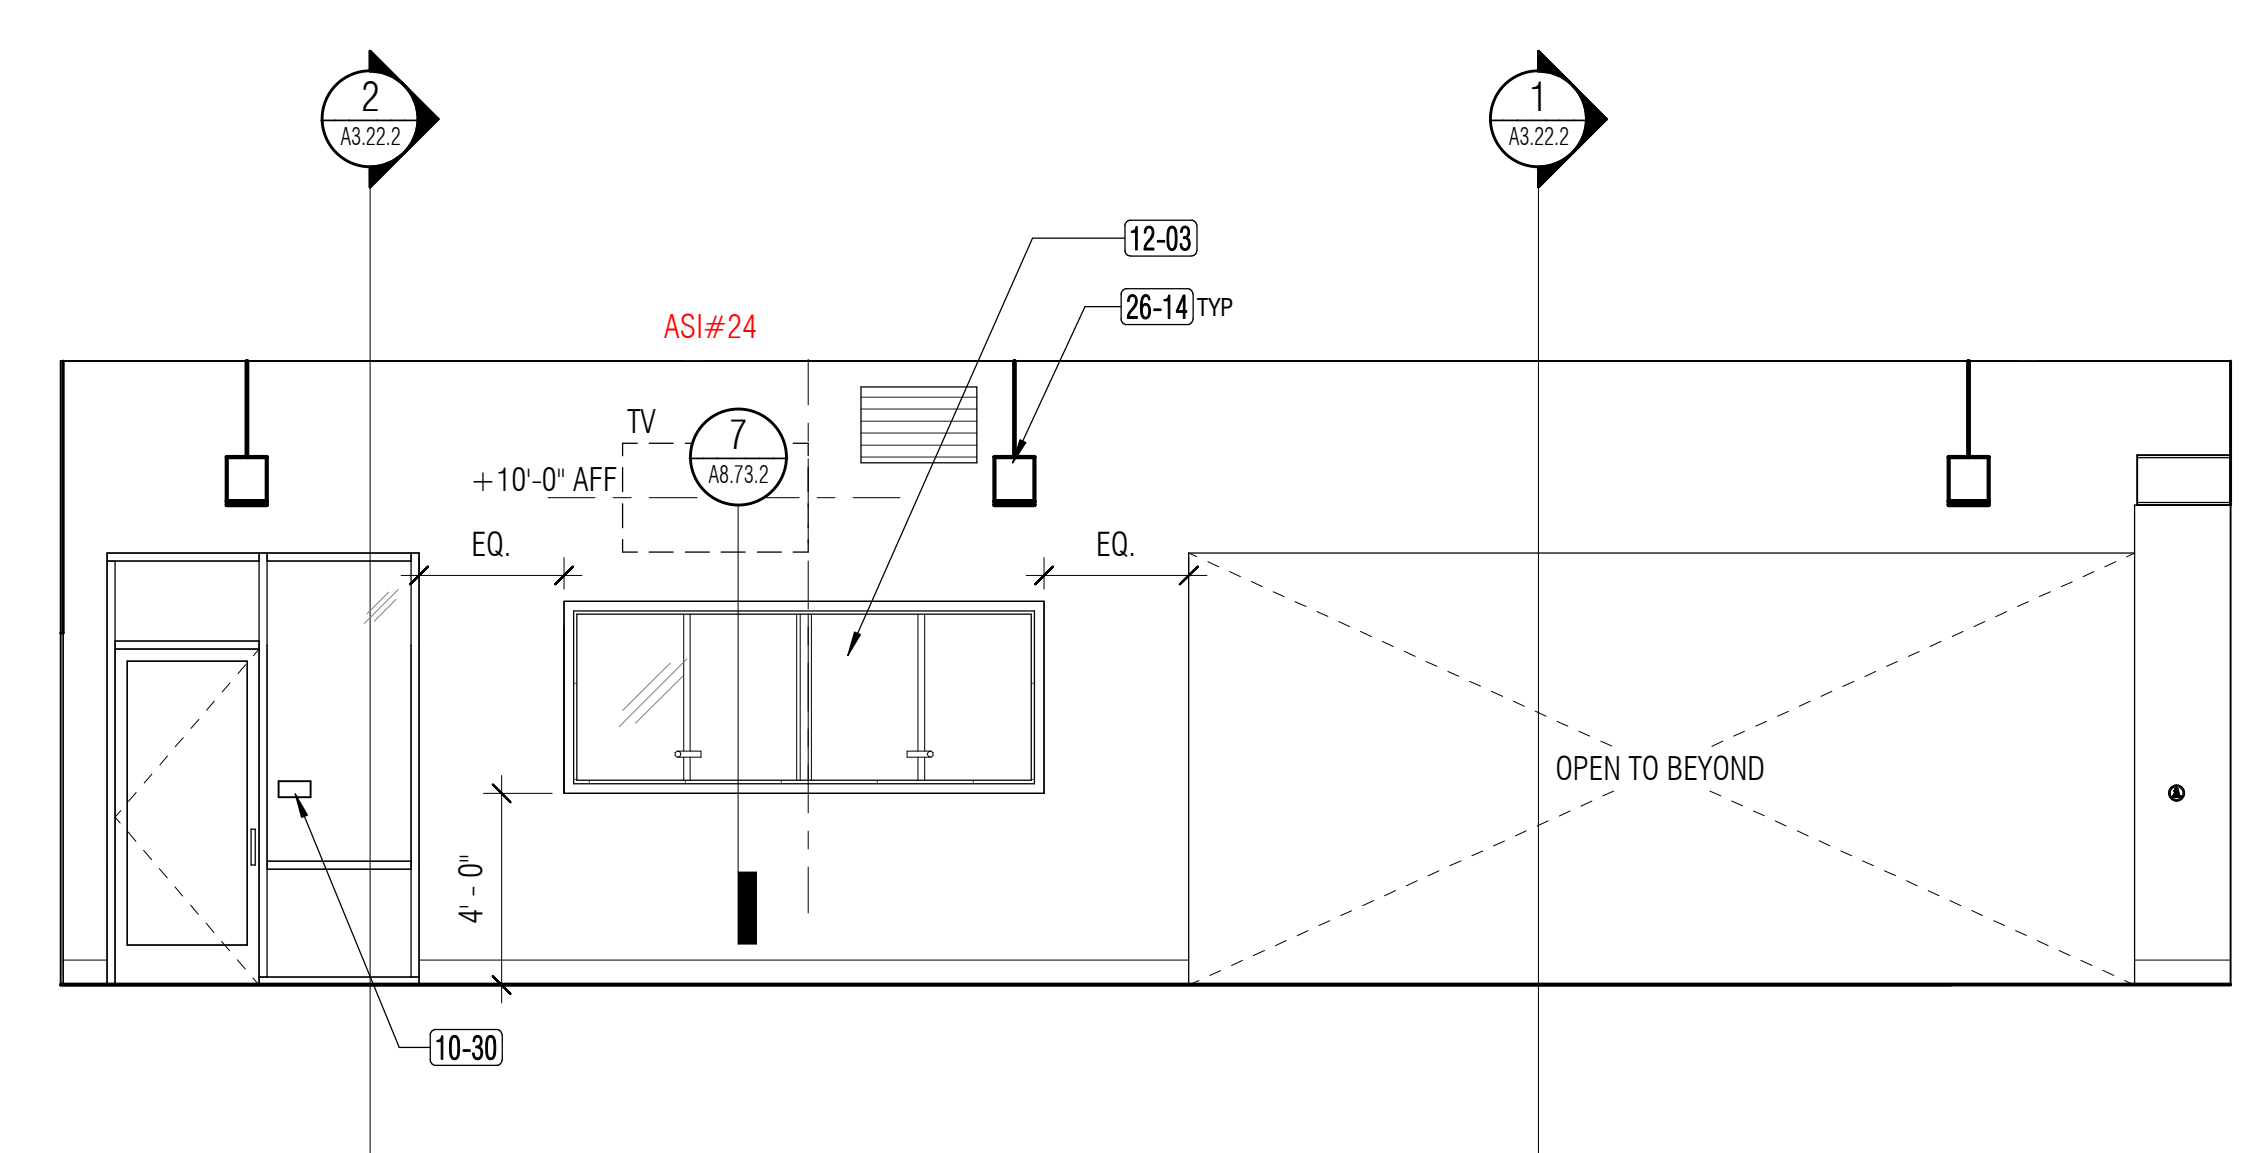 2
A3.22.2
1
A3.22.2
12-03
26-14 TYP
ASI#24
TV
7
A8.73.2
+10'-0" AFF
EQ.
EQ.
OPEN TO BEYOND
4' - 0"
10-30